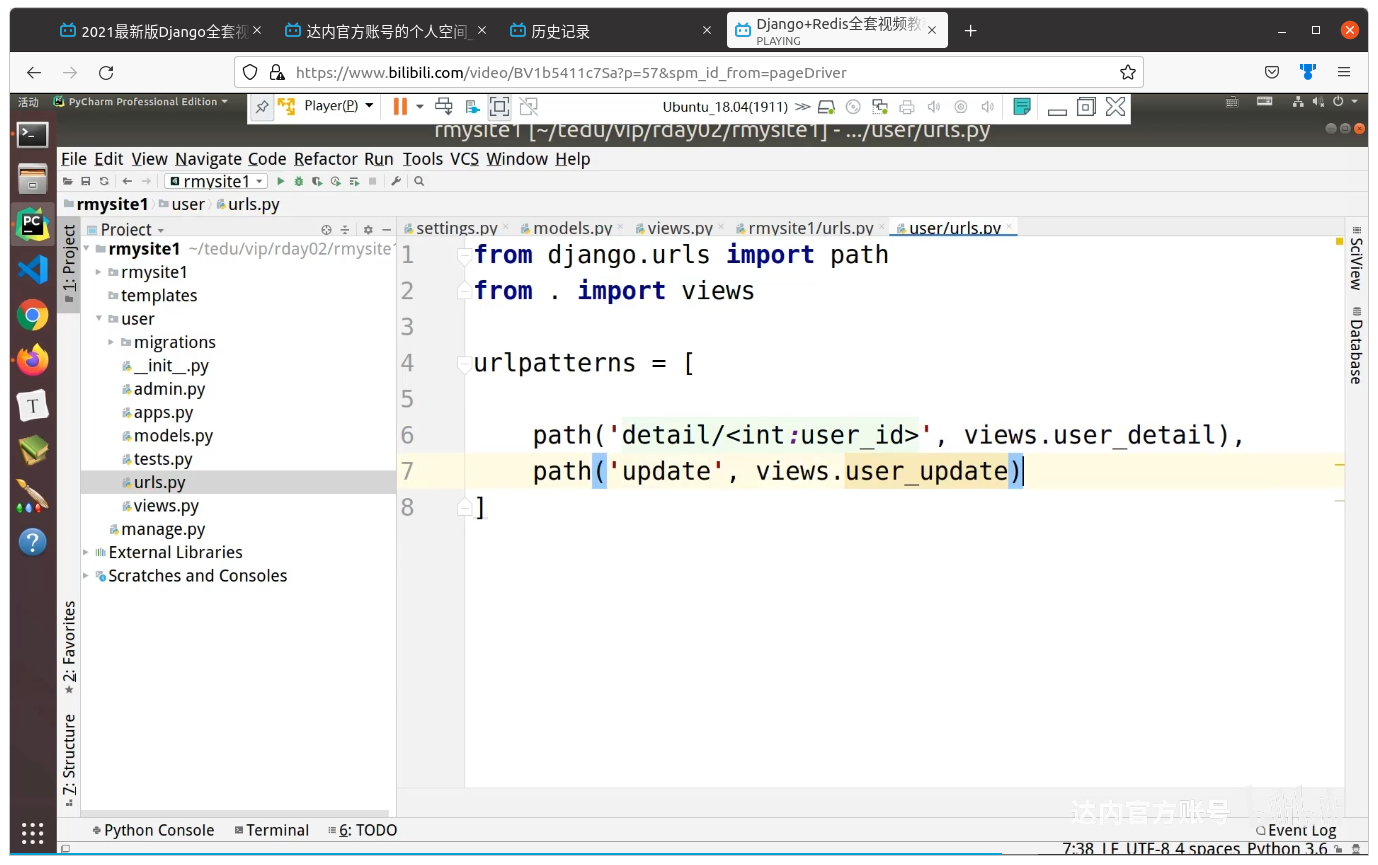 2021最新版Django全套视
达内官方账号的个人空间_
历史记录
Django+Redis全套视频教
PLAYING
https://www.bilibili.com/video/BV1b5411c7Sa?p=57&spm_id_from=pageDriver
活动
PyCharm Professional Edition
Player(P)
Ubuntu_18.04(1911)
rmysite1 [~/tedu/vip/rday02/rmysite1] - .../user/urls.py
File Edit View Navigate Code Refactor Run Tools VCS Window Help
rmysite1
rmysite1 user urls.py
Project
settings.py models.py views.py rmysite1/urls.py user/urls.py
rmysite1 ~/tedu/vip/rday02/rmysite1
rmysite1
templates
user
migrations
__init__.py
admin.py
apps.py
models.py
tests.py
urls.py
views.py
manage.py
External Libraries
Scratches and Consoles
1: Project
2: Favorites
7: Structure
1 from django.urls import path
2 from . import views
3
4 urlpatterns = [
5
6 path('detail/<int:user_id>', views.user_detail),
7 path('update', views.user_update)
8 ]
SciView
Database
达内官方账号
Python Console Terminal 6: TODO
Event Log
7:38 LF UTF-8 4 spaces Python 3.6